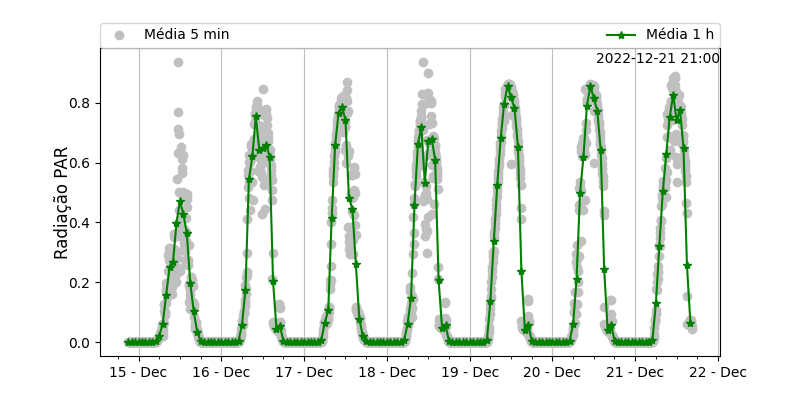 Média 5 min
Média 1 h
2022-12-21 21:00
Radiação PAR
0.8
0.6
0.4
0.2
0.0
15 - Dec
16 - Dec
17 - Dec
18 - Dec
19 - Dec
20 - Dec
21 - Dec
22 - Dec